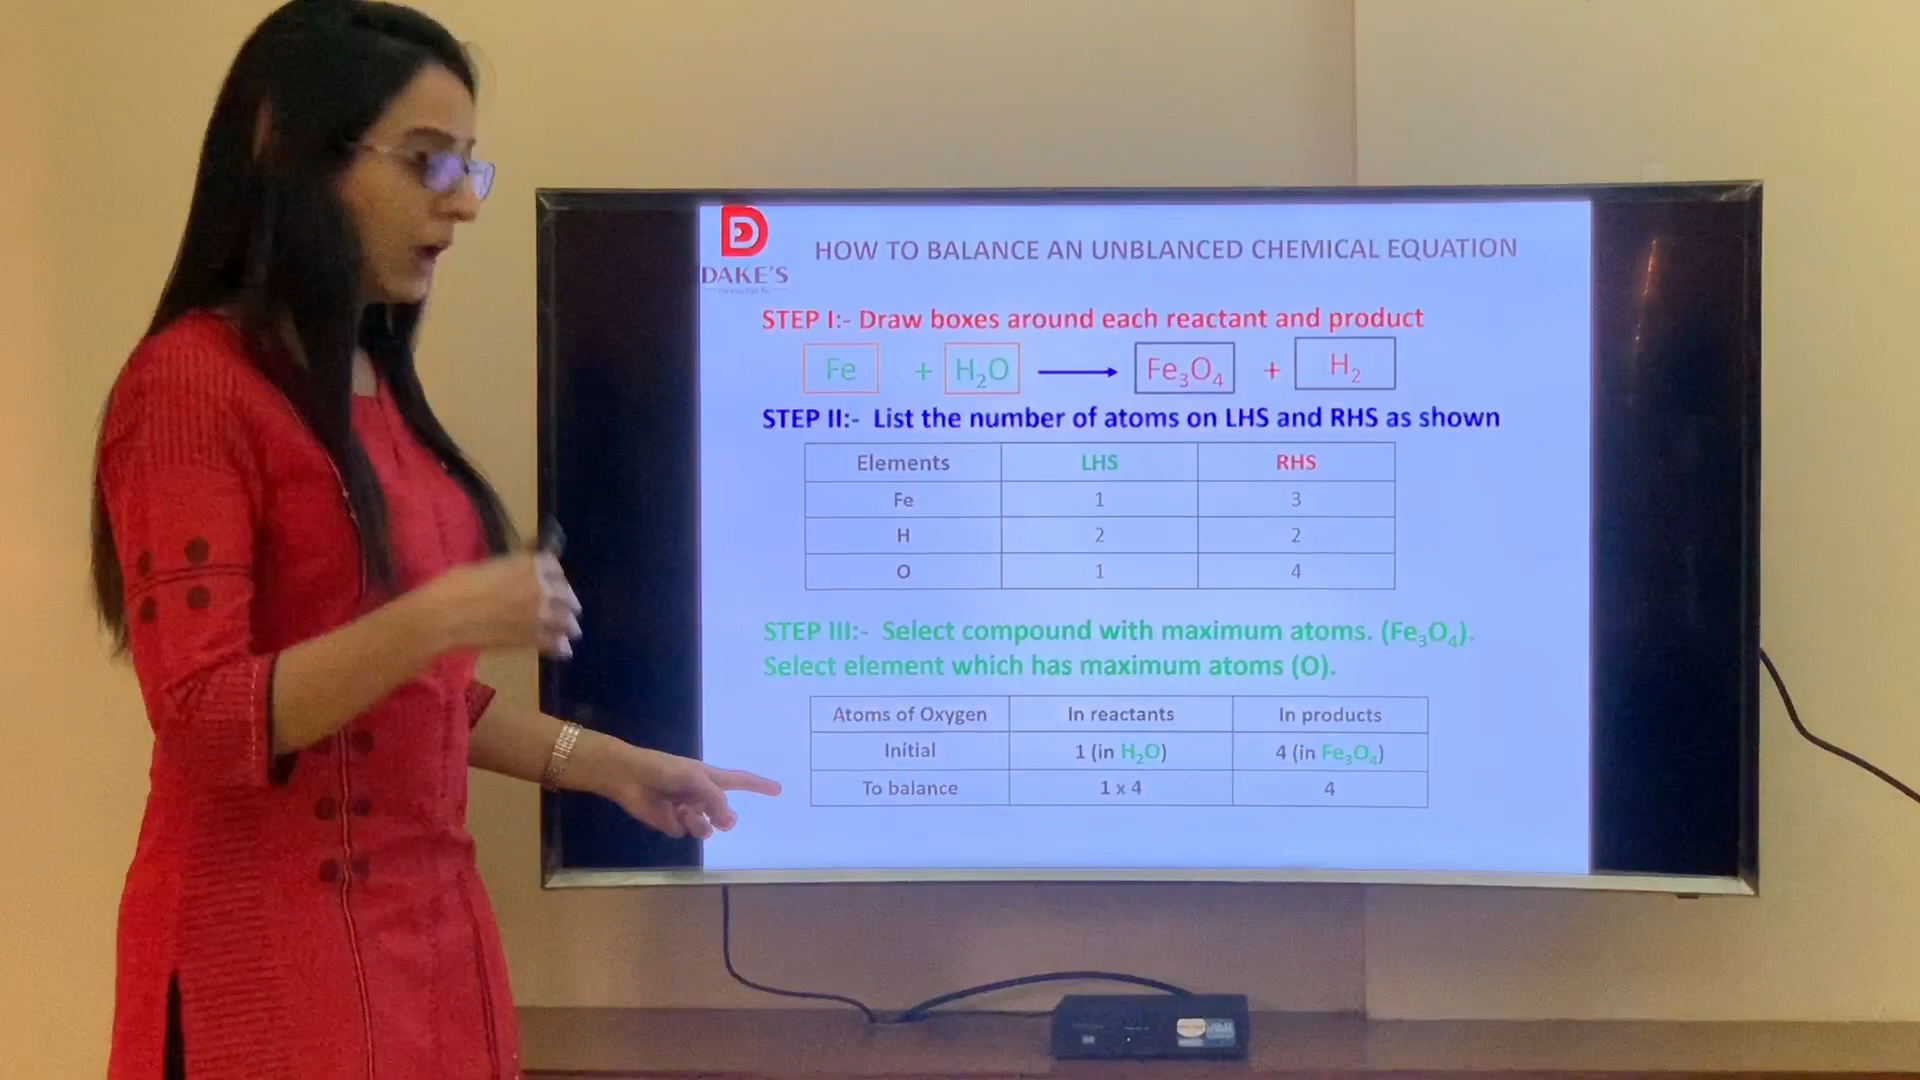 D
DAKE'S
HOW TO BALANCE AN UNBLANCED CHEMICAL EQUATION
STEP I:- Draw boxes around each reactant and product
Fe + H₂O ⟶ Fe₃O₄ + H₂
STEP II:- List the number of atoms on LHS and RHS as shown
Elements LHS RHS
Fe 1 3
H 2 2
O 1 4
STEP III:- Select compound with maximum atoms. (Fe₃O₄).
Select element which has maximum atoms (O).
Atoms of Oxygen In reactants In products
Initial 1 (in H₂O) 4 (in Fe₃O₄)
To balance 1 x 4 4